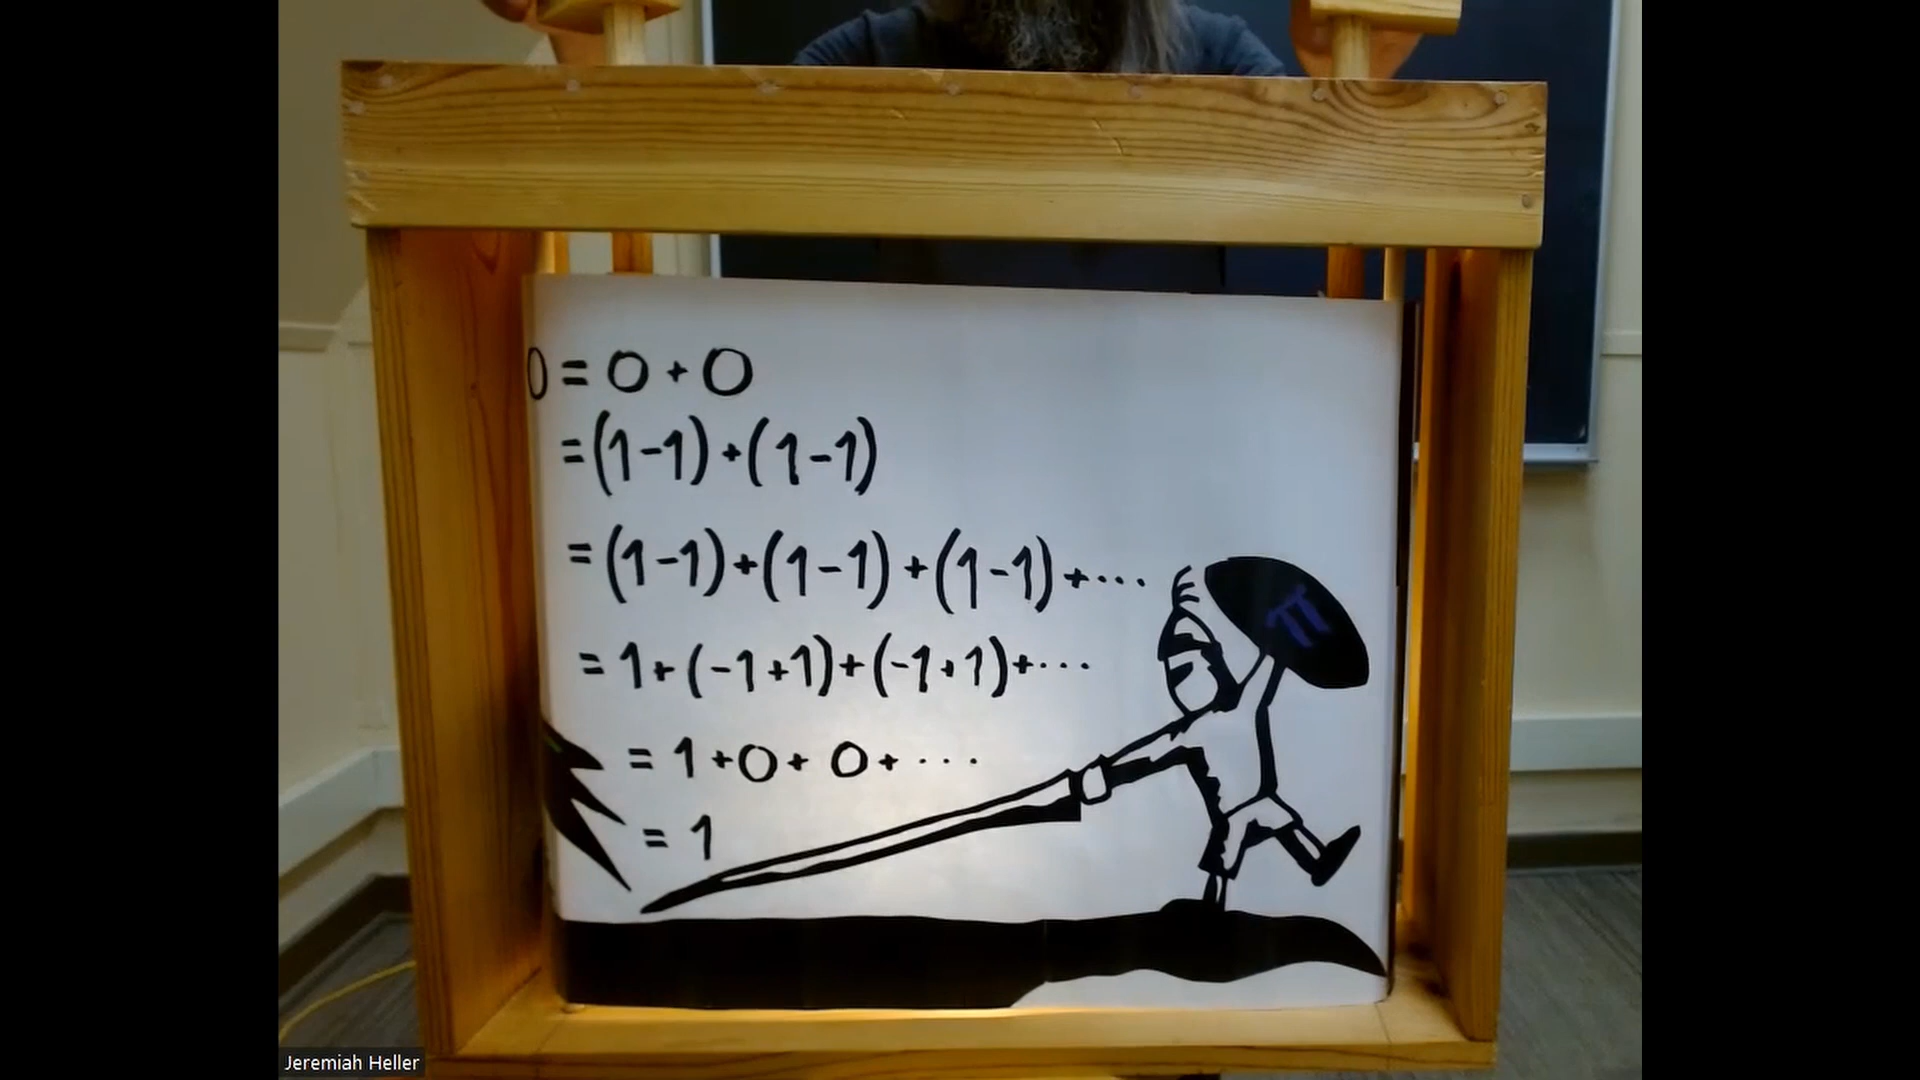 0 = 0 + 0
= (1-1) + (1-1)
= (1-1) + (1-1) + (1-1) + ...
= 1 + (-1+1) + (-1+1) + ...
= 1 + 0 + 0 + ...
= 1
π
Jeremiah Heller